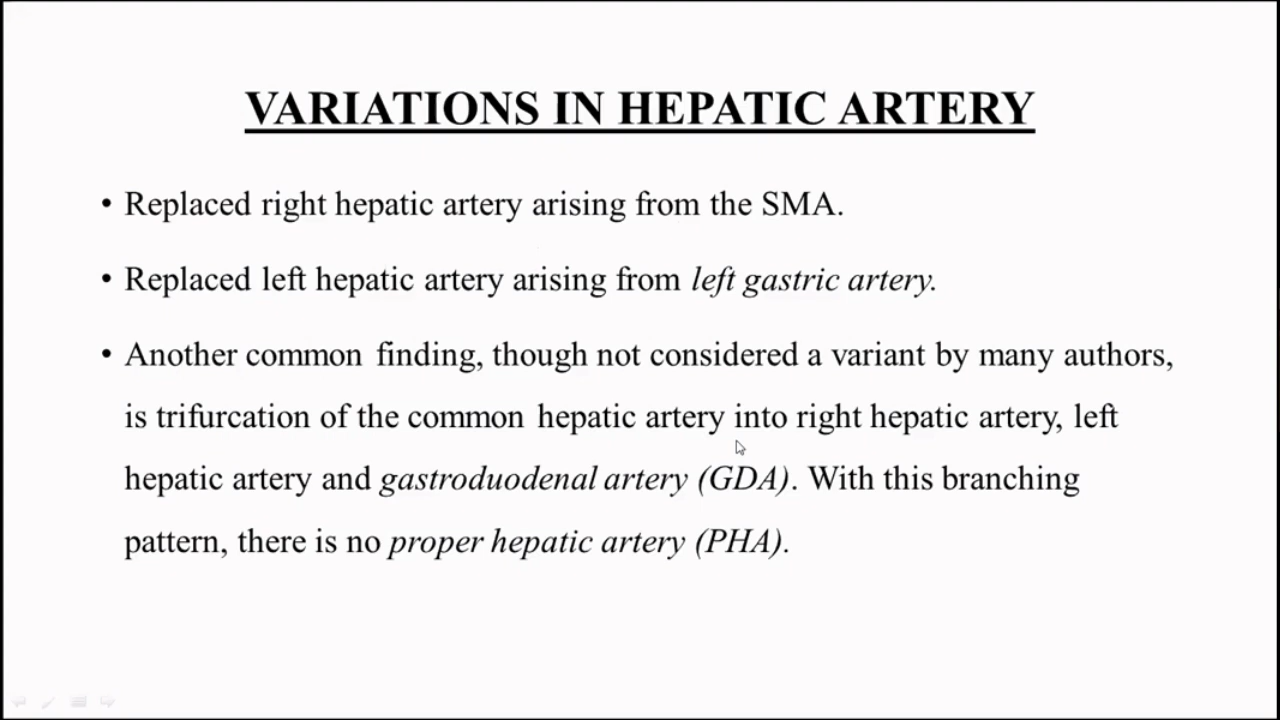 VARIATIONS IN HEPATIC ARTERY
• Replaced right hepatic artery arising from the SMA.
• Replaced left hepatic artery arising from left gastric artery.
• Another common finding, though not considered a variant by many authors,
is trifurcation of the common hepatic artery into right hepatic artery, left
hepatic artery and gastroduodenal artery (GDA). With this branching
pattern, there is no proper hepatic artery (PHA).